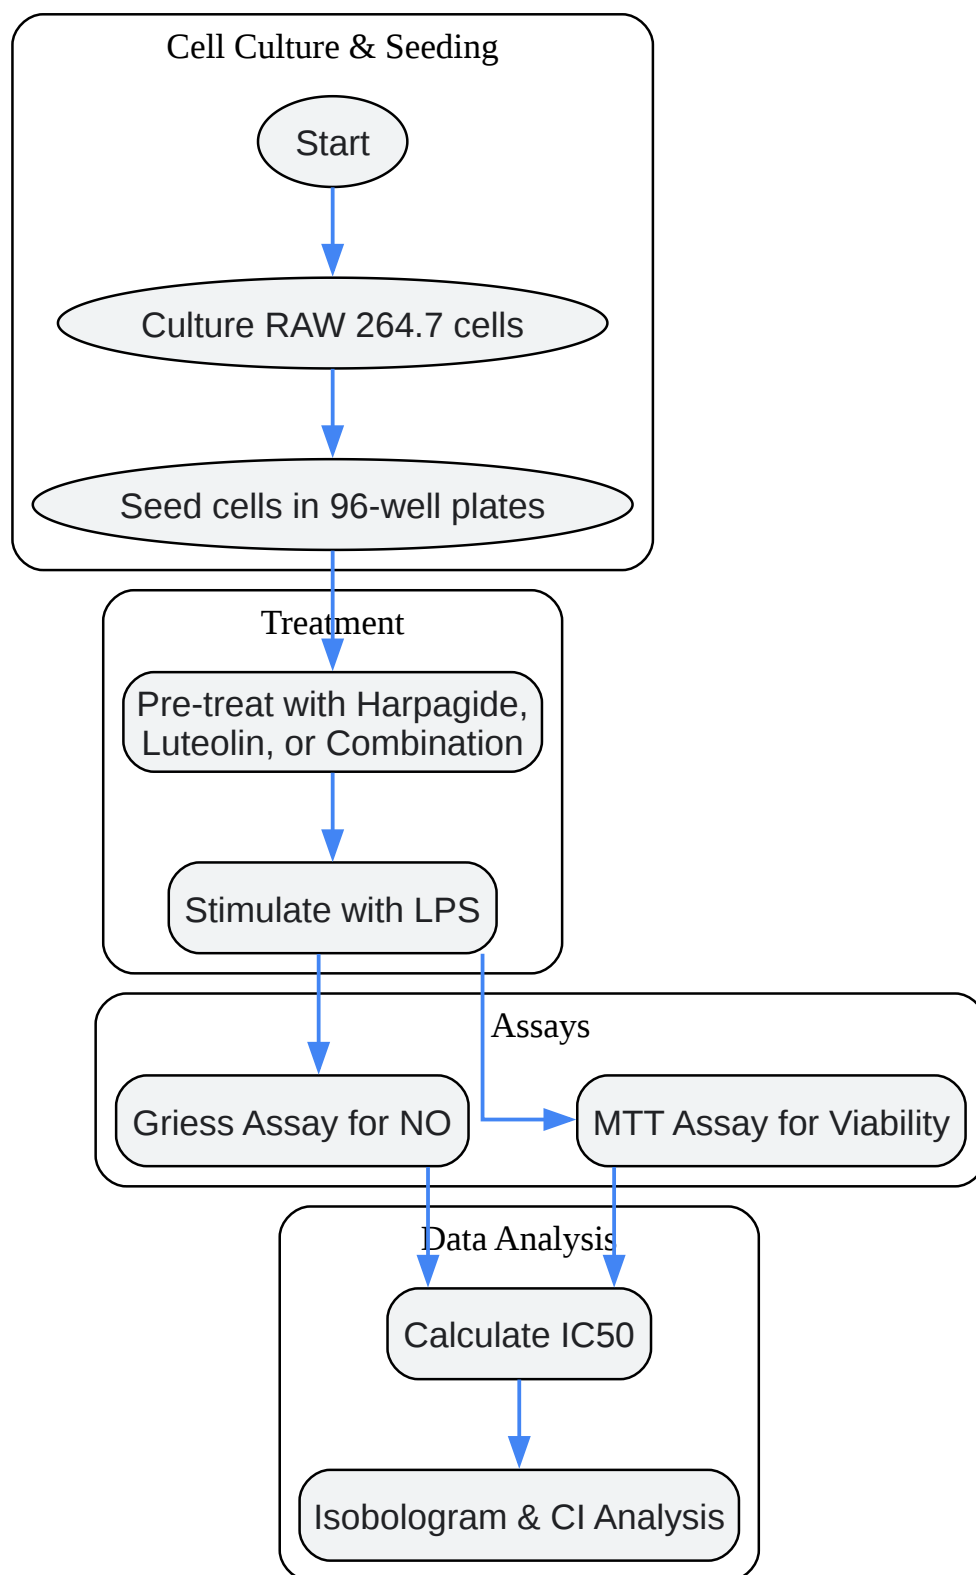 Cell Culture & Seeding
Start
Culture RAW 264.7 cells
Seed cells in 96-well plates
Treatment
Pre-treat with Harpagide,
Luteolin, or Combination
Stimulate with LPS
Assays
Griess Assay for NO
MTT Assay for Viability
Data Analysis
Calculate IC50
Isobologram & CI Analysis